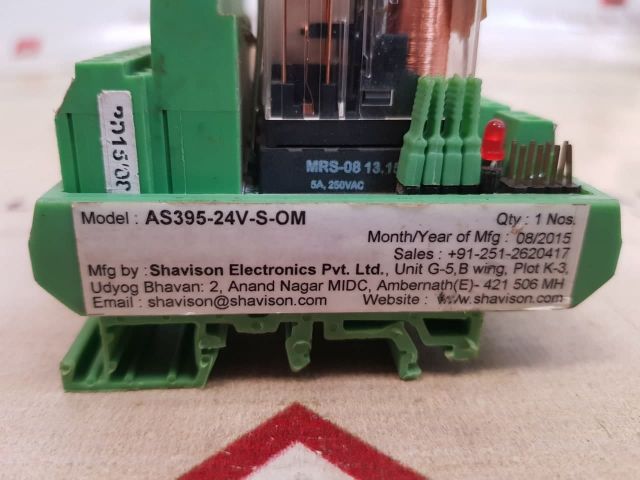 MRS-08 13.15
5A, 250VAC
Model : AS395-24V-S-OM Qty : 1 Nos.
Month/Year of Mfg : 08/2015
Sales : +91-251-2620417
Mfg by : Shavison Electronics Pvt. Ltd., Unit G-5,B wing, Plot K-3,
Udyog Bhavan: 2, Anand Nagar MIDC, Ambernath(E)- 421 506 MH
Email : shavison@shavison.com Website : www.shavison.com